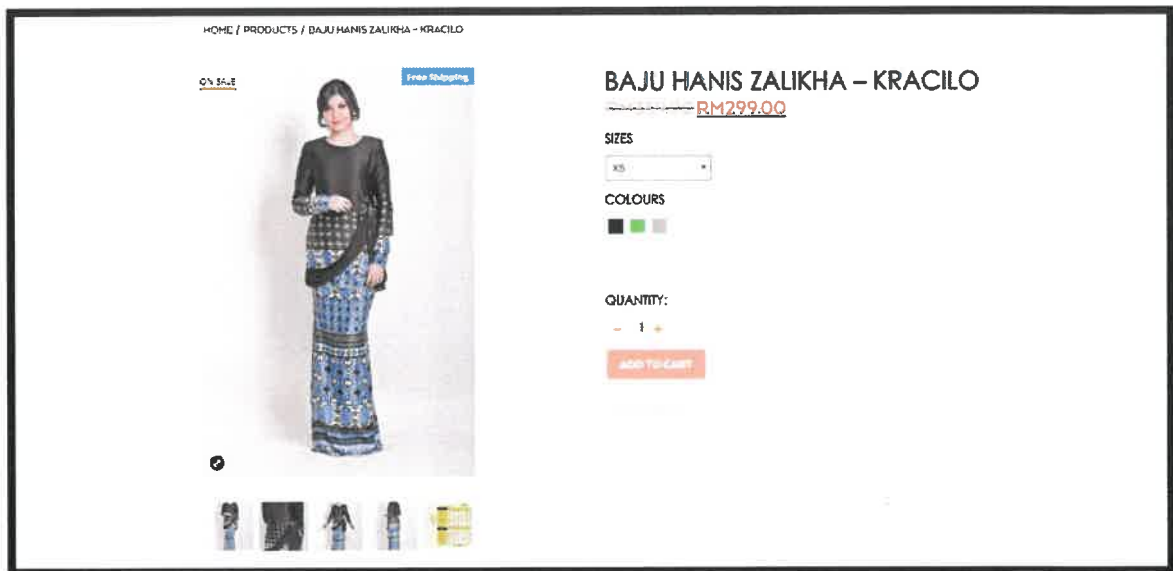 HOME / PRODUCTS / BAJU HANIS ZALIKHA – KRACILO
ON SALE
Free Shipping
BAJU HANIS ZALIKHA – KRACILO
RM299.00
SIZES
XS
COLOURS
QUANTITY:
– 1 +
ADD TO CART